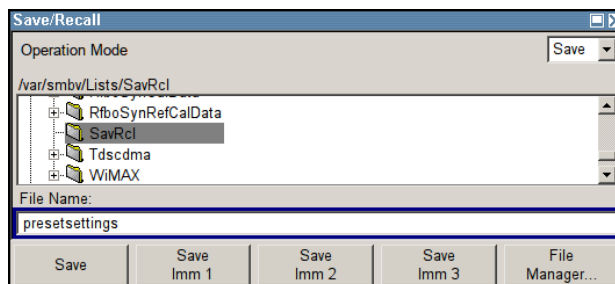 Save/Recall
Operation Mode
Save
/var/smbv/Lists/SavRcl
RfboSynRefCalData
SavRcl
Tdscdma
WiMAX
File Name:
presetsettings
Save
Save
Imm 1
Save
Imm 2
Save
Imm 3
File
Manager...